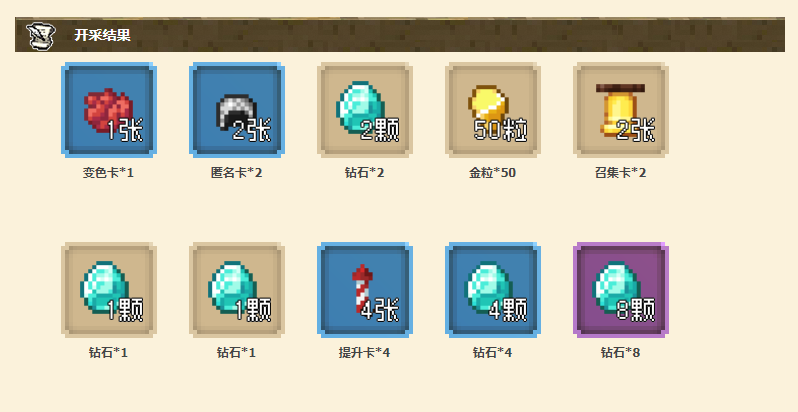 开采结果
1张 2张 2颗 50粒 2张
变色卡*1 匿名卡*2 钻石*2 金粒*50 召集卡*2
1颗 1颗 4张 4颗 8颗
钻石*1 钻石*1 提升卡*4 钻石*4 钻石*8